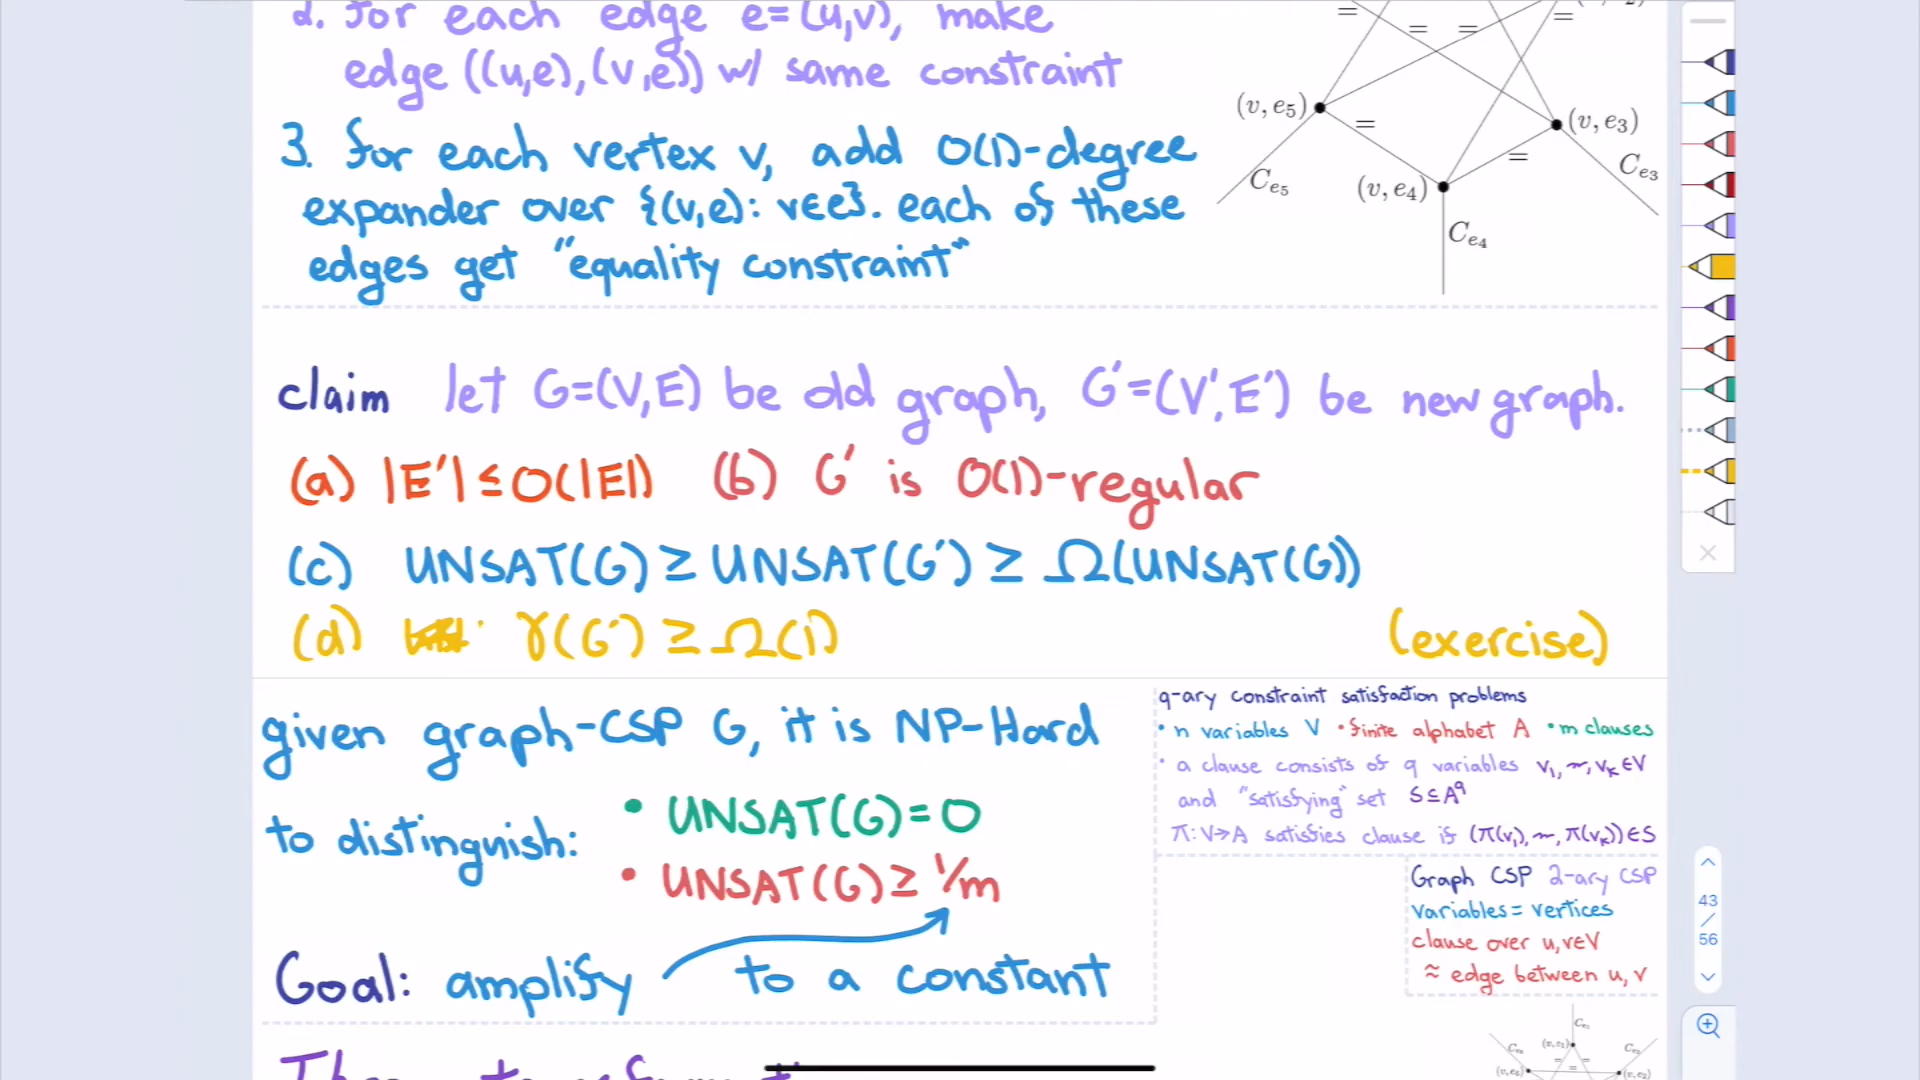 2. for each edge e=(u,v), make
edge ((u,e),(v,e)) w/ same constraint
3. for each vertex v, add O(1)-degree
expander over {(v,e): v∈e}. each of these
edges get "equality constraint"
= = = =
(v, e5)
=
(v, e3)
=
C_e5
(v, e4)
C_e3
C_e4
claim let G=(V,E) be old graph, G'=(V',E') be new graph.
(a) |E'| ≤ O(|E|) (b) G' is O(1)-regular
(c) UNSAT(G) ≥ UNSAT(G') ≥ Ω(UNSAT(G))
(d) γ(G') ≥ Ω(1) (exercise)
given graph-CSP G, it is NP-Hard
to distinguish:
• UNSAT(G)=0
• UNSAT(G) ≥ 1/m
Goal: amplify to a constant
q-ary constraint satisfaction problems
• n variables V • finite alphabet A • m clauses
• a clause consists of q variables v1, ~, vk ∈V
and "satisfying" set S⊆A^q
π: V→A satisfies clause if (π(v1), ~, π(vk))∈S
Graph CSP 2-ary CSP
variables = vertices
clause over u,v∈V
≈ edge between u, v
43
/
56